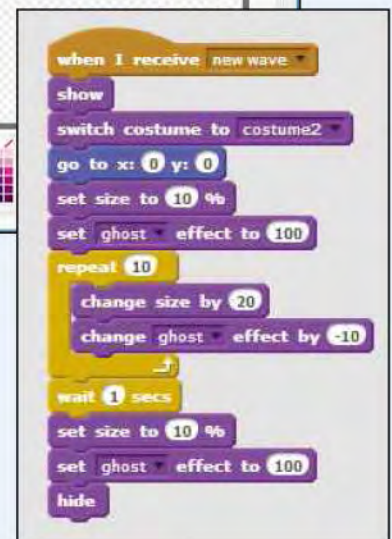 when I receive new wave
show
switch costume to costume2
go to x: 0 y: 0
set size to 10 %
set ghost effect to 100
repeat 10
change size by 20
change ghost effect by -10
wait 1 secs
set size to 10 %
set ghost effect to 100
hide